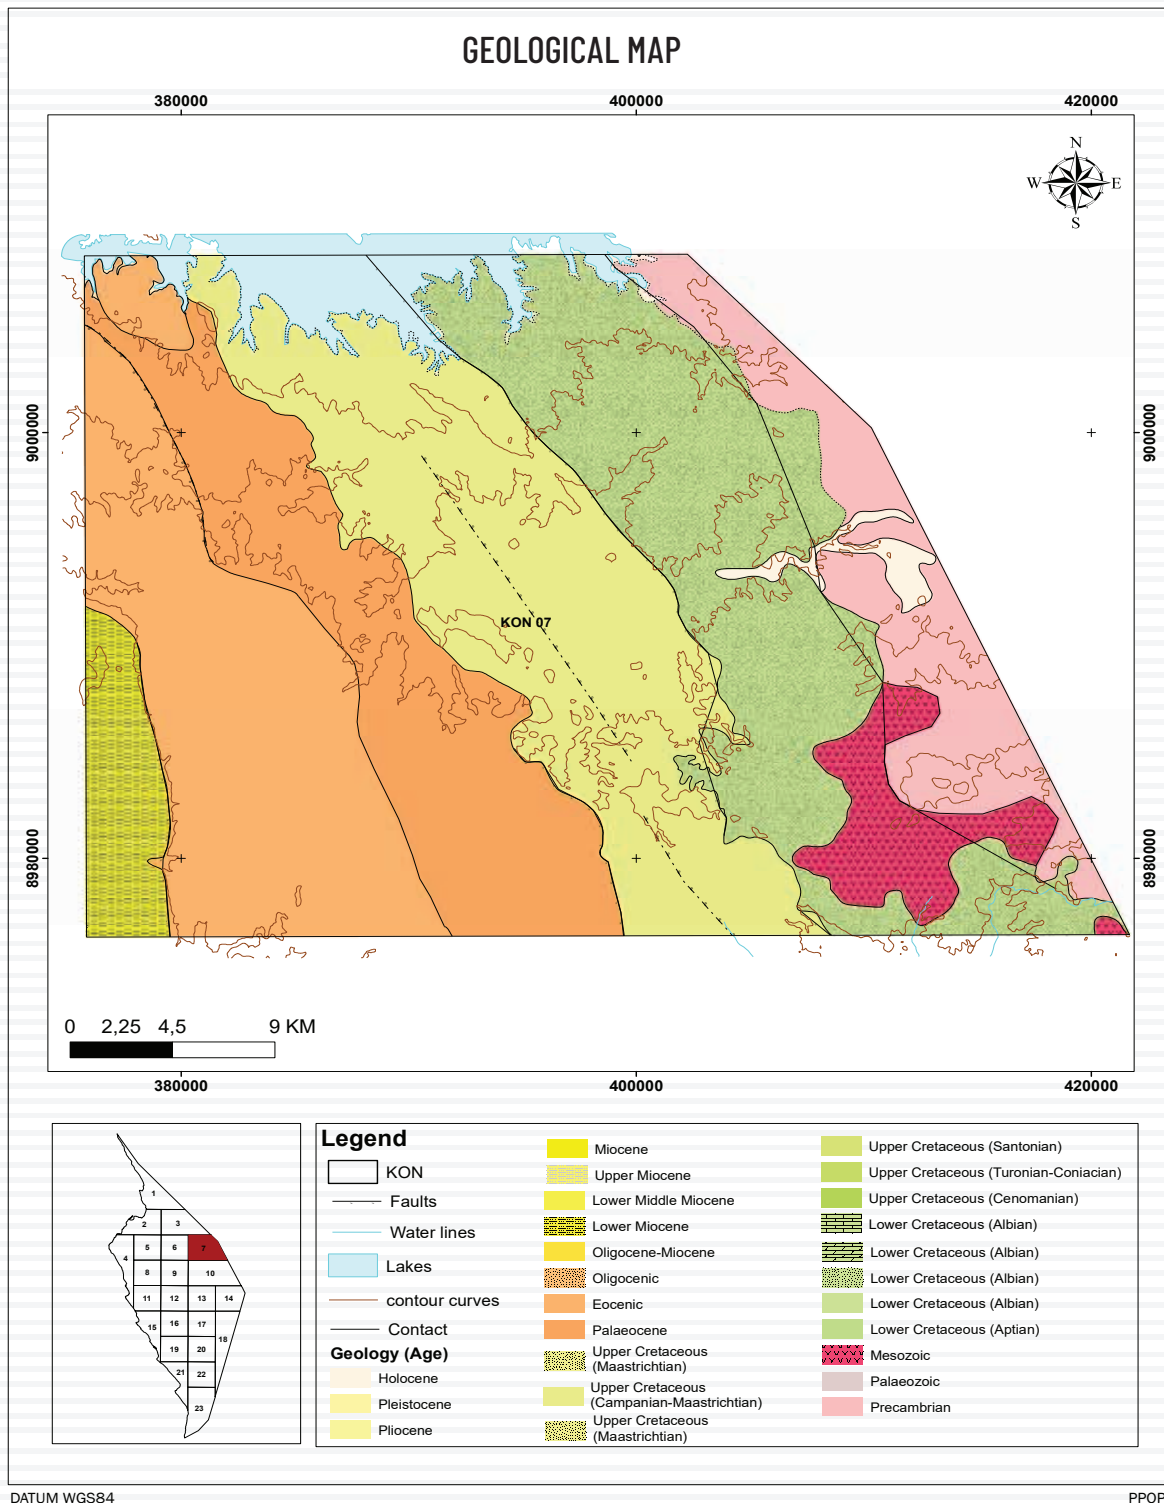 GEOLOGICAL MAP
380000
400000
420000
N
W
E
S
9000000
9000000
KON 07
8980000
8980000
0 2,25 4,5 9 KM
380000
400000
420000
1
2
3
4
5
6
7
8
9
10
11
12
13
14
15
16
17
18
19
20
21
22
23
Legend
KON
Faults
Water lines
Lakes
contour curves
Contact
Geology (Age)
Holocene
Pleistocene
Pliocene
Miocene
Upper Miocene
Lower Middle Miocene
Lower Miocene
Oligocene-Miocene
Oligocenic
Eocenic
Palaeocene
Upper Cretaceous
(Maastrichtian)
Upper Cretaceous
(Campanian-Maastrichtian)
Upper Cretaceous
(Maastrichtian)
Upper Cretaceous (Santonian)
Upper Cretaceous (Turonian-Coniacian)
Upper Cretaceous (Cenomanian)
Lower Cretaceous (Albian)
Lower Cretaceous (Albian)
Lower Cretaceous (Albian)
Lower Cretaceous (Albian)
Lower Cretaceous (Aptian)
Mesozoic
Palaeozoic
Precambrian
DATUM WGS84
PPOP